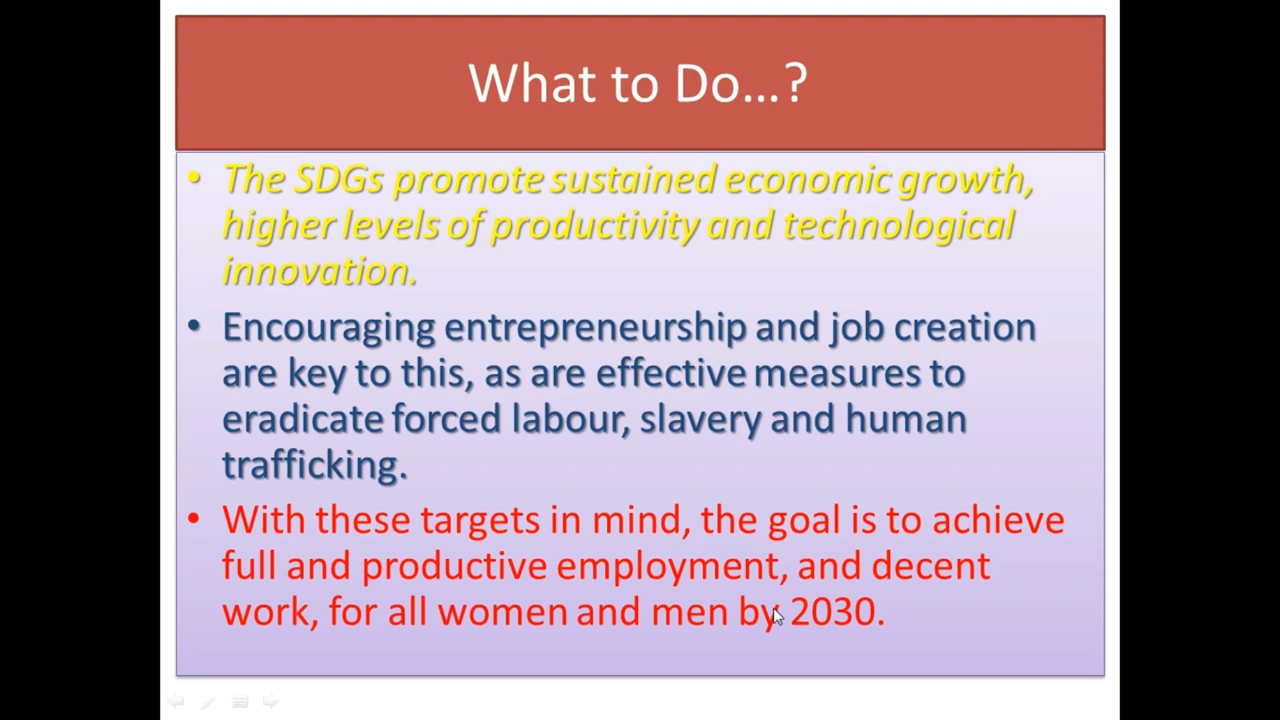 What to Do...?
• The SDGs promote sustained economic growth,
higher levels of productivity and technological
innovation.
• Encouraging entrepreneurship and job creation
are key to this, as are effective measures to
eradicate forced labour, slavery and human
trafficking.
• With these targets in mind, the goal is to achieve
full and productive employment, and decent
work, for all women and men by 2030.